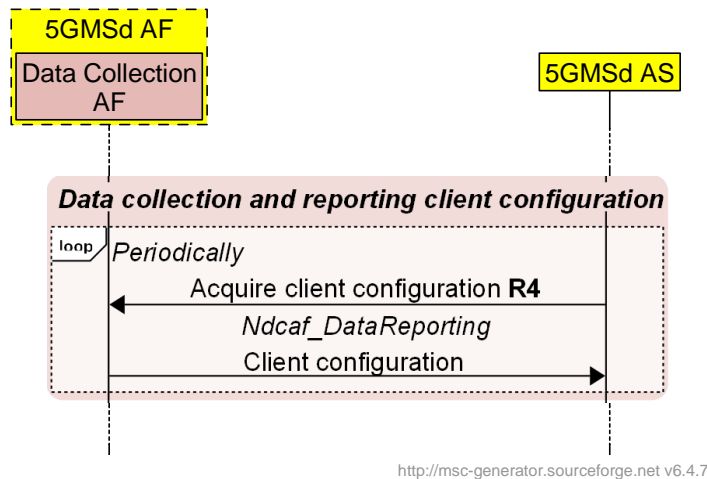 5GMSd AF
Data Collection
AF
5GMSd AS
Data collection and reporting client configuration
loop
Periodically
Acquire client configuration R4
Ndcaf_DataReporting
Client configuration
http://msc-generator.sourceforge.net v6.4.7